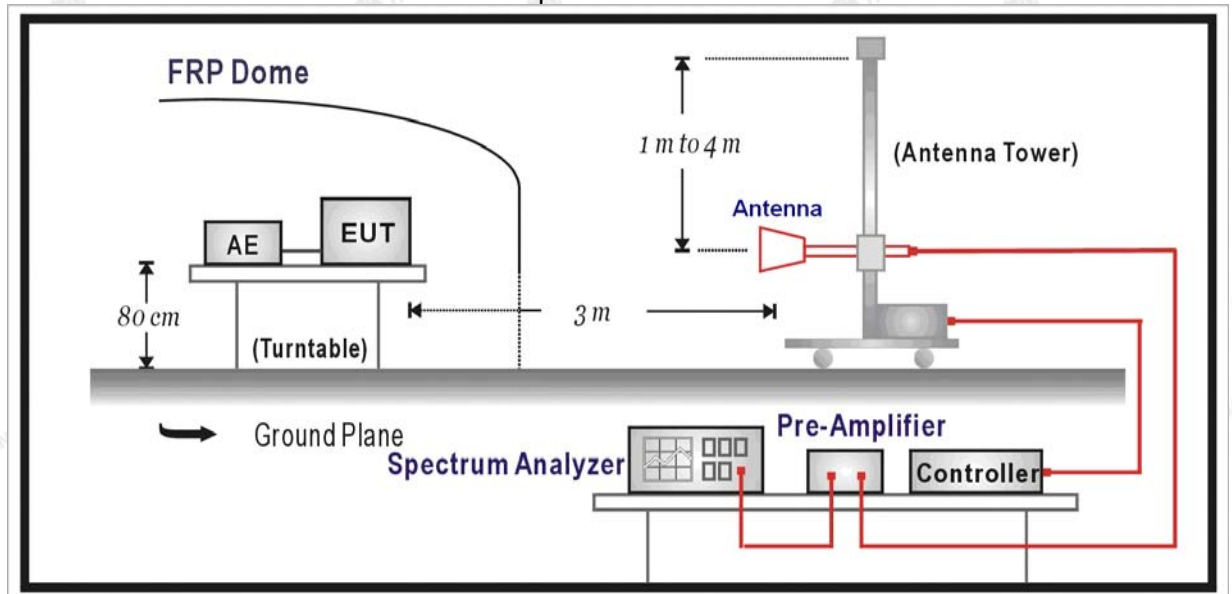 FRP Dome
1 m to 4 m
(Antenna Tower)
Antenna
AE
EUT
80 cm
3 m
(Turntable)
Ground Plane
Pre-Amplifier
Spectrum Analyzer
Controller